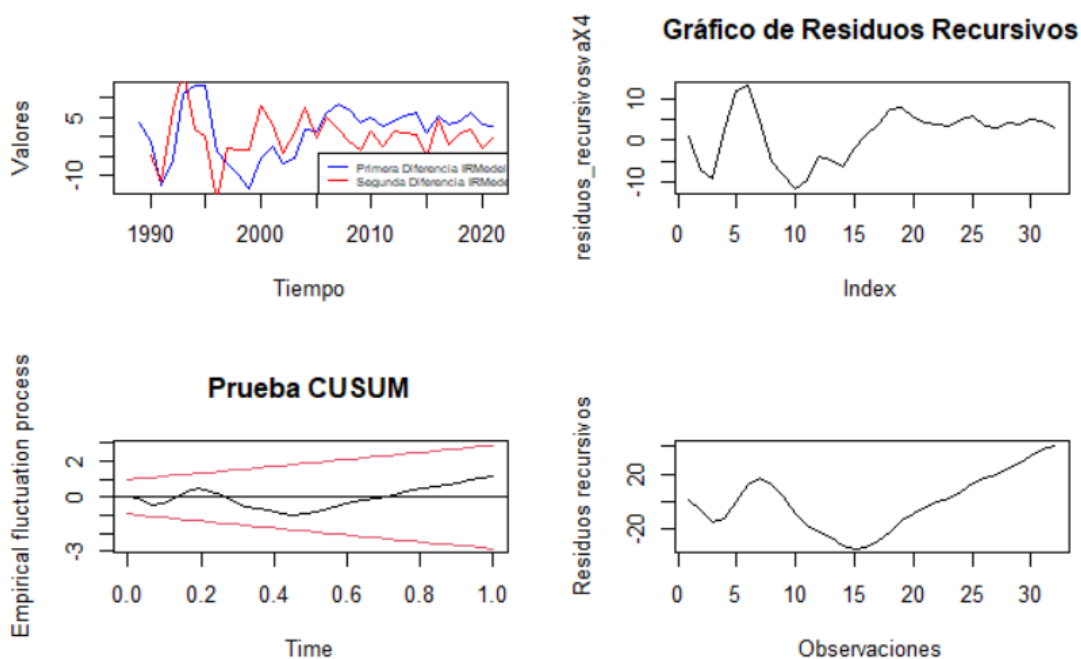 Valores
5
-10
Primera Diferencia IRMedel
Segunda Diferencia IRMede
1990 2000 2010 2020
Tiempo
Gráfico de Residuos Recursivos
residuos_recursivosvaX4
10
0
-10
0 5 10 15 20 25 30
Index
Prueba CUSUM
Empirical fluctuation process
2
0
-3
0.0 0.2 0.4 0.6 0.8 1.0
Time
Residuos recursivos
20
-20
0 5 10 15 20 25 30
Observaciones